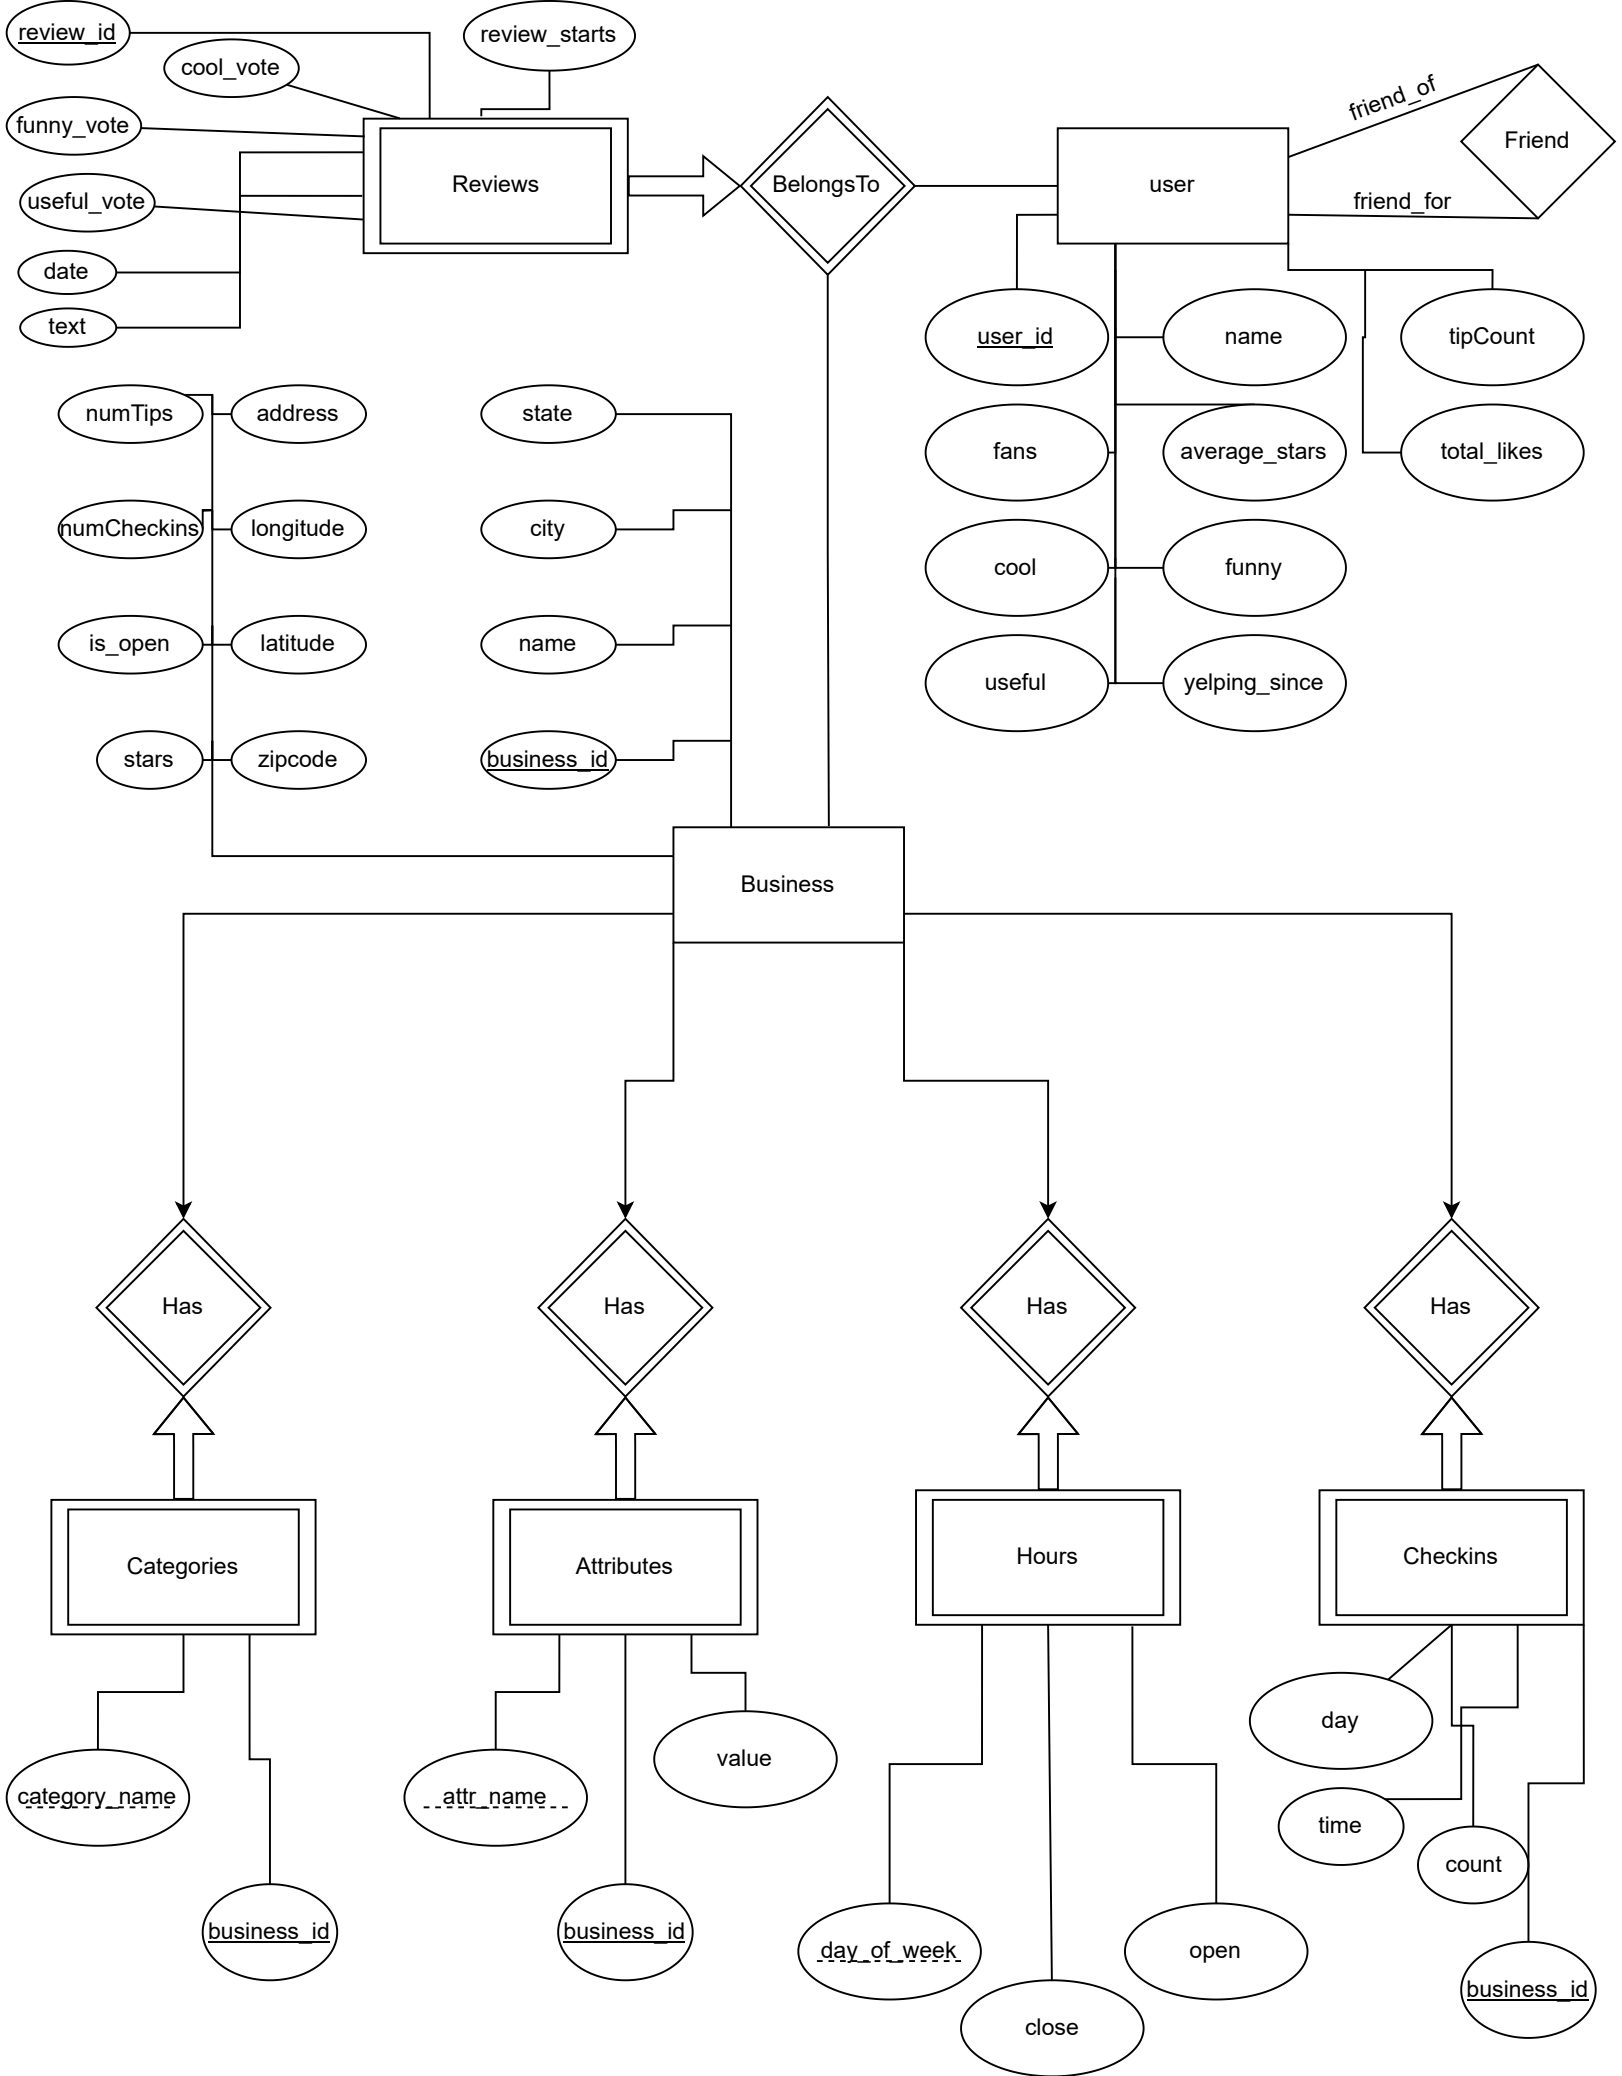 review_id
review_starts
cool_vote
funny_vote
useful_vote
date
text
Reviews
BelongsTo
user
friend_of
Friend
friend_for
user_id
name
tipCount
fans
average_stars
total_likes
cool
funny
useful
yelping_since
numTips
address
state
numCheckins
longitude
city
is_open
latitude
name
stars
zipcode
business_id
Business
Has
Has
Has
Has
Categories
Attributes
Hours
Checkins
category_name
business_id
attr_name
value
business_id
day_of_week
open
close
day
time
count
business_id